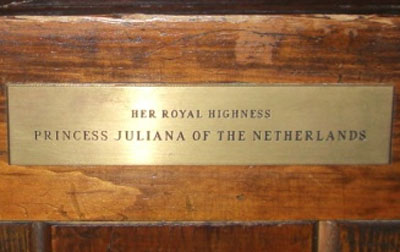 HER ROYAL HIGHNESS
PRINCESS JULIANA OF THE NETHERLANDS